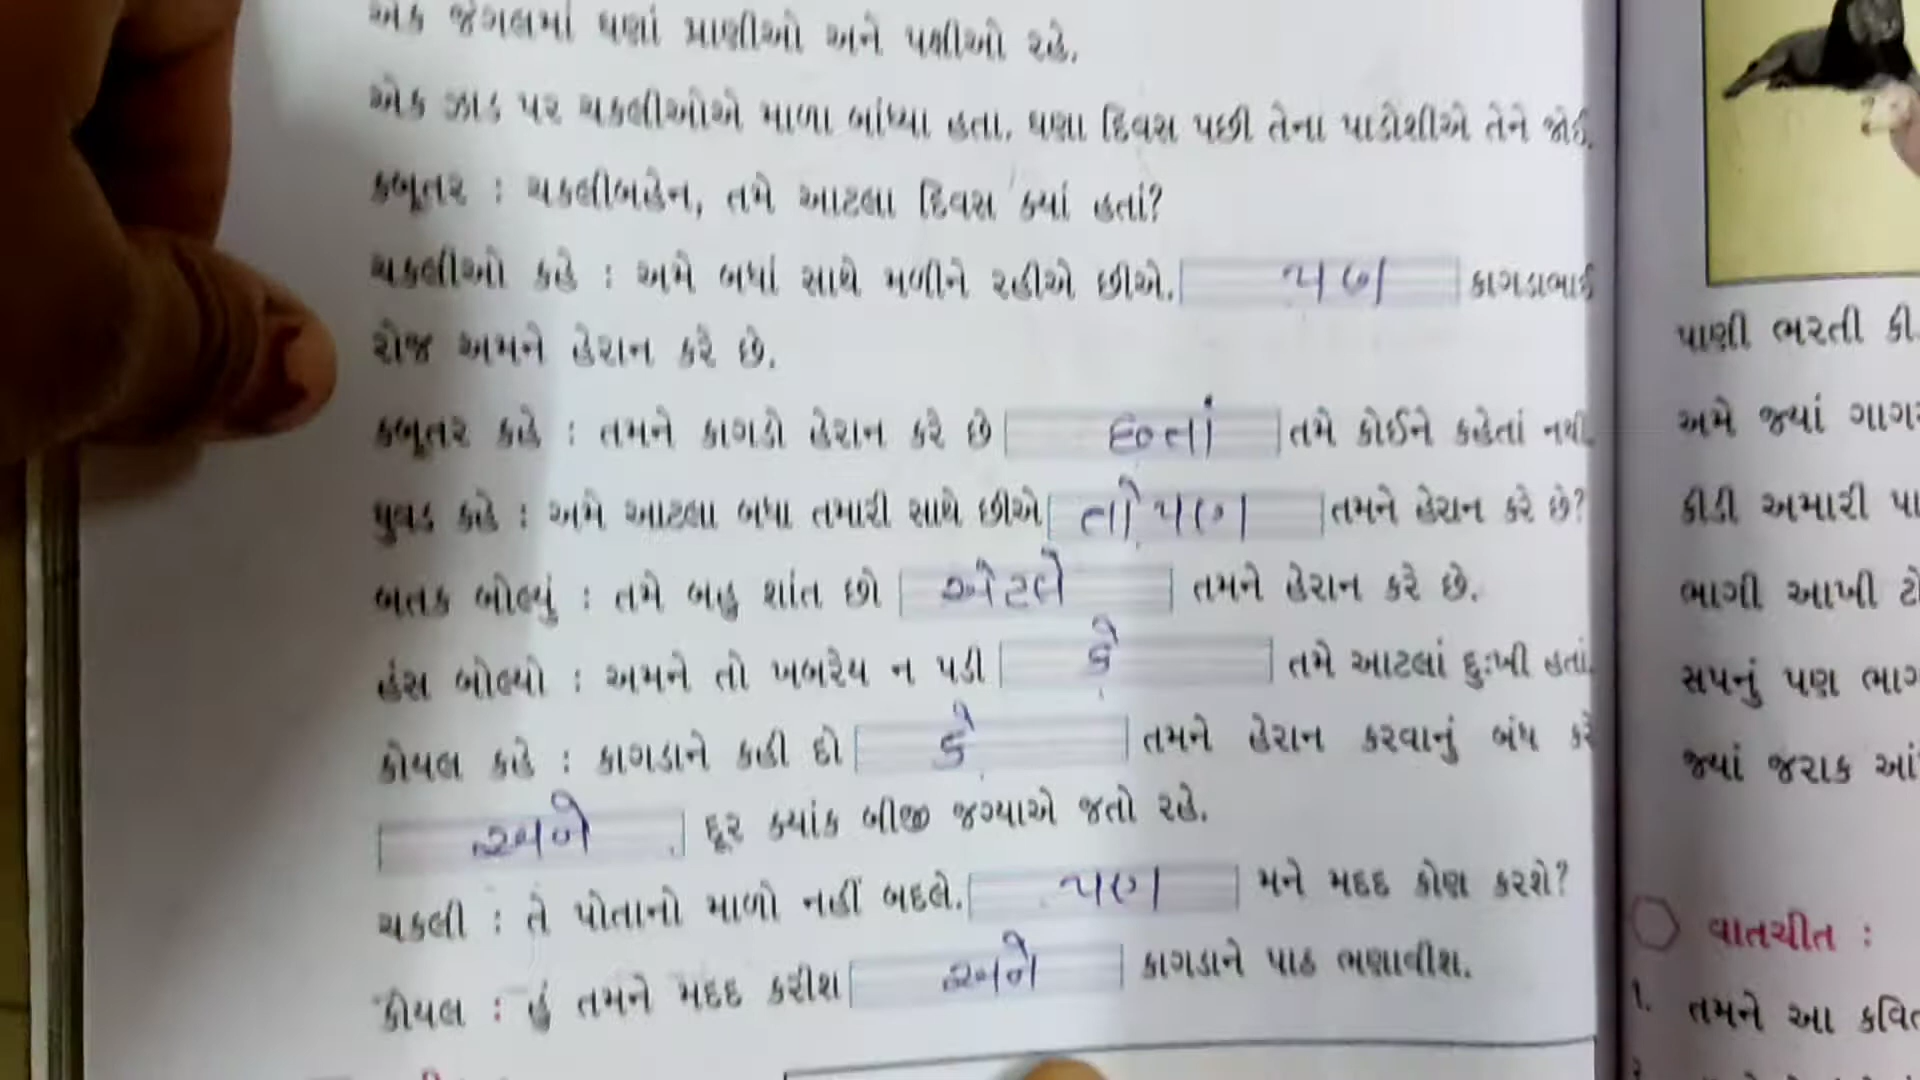 એક જંગલમાં ઘણાં પ્રાણીઓ અને પક્ષીઓ રહે.
એક ઝાડ પર ચકલીઓએ માળા બાંધ્યા હતા. ઘણા દિવસ પછી તેના પાડોશીએ તેને જોઈ.
કબૂતર : ચકલીબહેન, તમે આટલા દિવસ ક્યાં હતાં?
ચકલીઓ કહે : અમે બધાં સાથે મળીને રહીએ છીએ. પણ કાગડાભાઈ
રોજ અમને હેરાન કરે છે.
કબૂતર કહે : તમને કાગડો હેરાન કરે છે છતાં તમે કોઈને કહેતાં નથી.
ઘુવડ કહે : અમે આટલા બધા તમારી સાથે છીએ તોપણ તમને હેરાન કરે છે?
બતક બોલ્યું : તમે બહુ શાંત છો એટલે તમને હેરાન કરે છે.
હંસ બોલ્યો : અમને તો ખબરેય ન પડી કે તમે આટલાં દુઃખી હતાં.
કોયલ કહે : કાગડાને કહી દો કે તમને હેરાન કરવાનું બંધ કરે
અને દૂર ક્યાંક બીજી જગ્યાએ જતો રહે.
ચકલી : તે પોતાનો માળો નહીં બદલે. પણ મને મદદ કોણ કરશે?
કોયલ : હું તમને મદદ કરીશ અને કાગડાને પાઠ ભણાવીશ.
પાણી ભરતી કી
અમે જ્યાં ગાગર
કીડી અમારી પા
ભાગી આખી ટો
સપનું પણ ભાગ
જ્યાં જરાક આં
વાતચીત :
૧. તમને આ કવિત